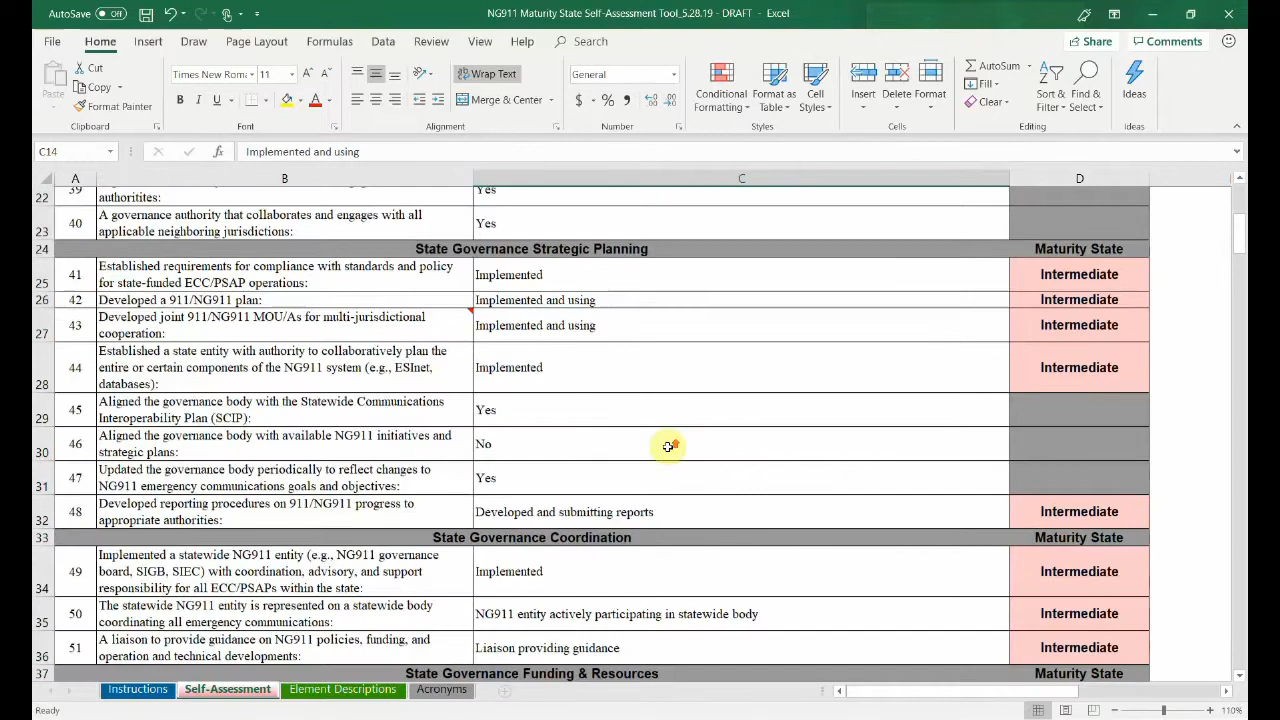 AutoSave Off
NG911 Maturity State Self-Assessment Tool_5.28.19 - DRAFT - Excel
File Home Insert Draw Page Layout Formulas Data Review View Help Search Share Comments
Paste
Cut
Copy
Format Painter
Clipboard
Times New Roma 11
B I U
Font
Wrap Text
Merge & Center
Alignment
General
$ % ,
Number
Conditional Formatting
Format as Table
Cell Styles
Styles
Insert Delete Format
Cells
AutoSum
Fill
Clear
Sort & Filter
Find & Select
Editing
Ideas
Ideas
C14 fx Implemented and using
A B C D
22 39
authoritites: Yes
23 40 A governance authority that collaborates and engages with all
applicable neighboring jurisdictions: Yes
24 State Governance Strategic Planning Maturity State
25 41 Established requirements for compliance with standards and policy
for state-funded ECC/PSAP operations: Implemented Intermediate
26 42 Developed a 911/NG911 plan: Implemented and using Intermediate
27 43 Developed joint 911/NG911 MOU/As for multi-jurisdictional
cooperation: Implemented and using Intermediate
28 44 Established a state entity with authority to collaboratively plan the
entire or certain components of the NG911 system (e.g., ESInet,
databases): Implemented Intermediate
29 45 Aligned the governance body with the Statewide Communications
Interoperability Plan (SCIP): Yes
30 46 Aligned the governance body with available NG911 initiatives and
strategic plans: No
31 47 Updated the governance body periodically to reflect changes to
NG911 emergency communications goals and objectives: Yes
32 48 Developed reporting procedures on 911/NG911 progress to
appropriate authorities: Developed and submitting reports Intermediate
33 State Governance Coordination Maturity State
34 49 Implemented a statewide NG911 entity (e.g., NG911 governance
board, SIGB, SIEC) with coordination, advisory, and support
responsibility for all ECC/PSAPs within the state: Implemented Intermediate
35 50 The statewide NG911 entity is represented on a statewide body
coordinating all emergency communications: NG911 entity actively participating in statewide body Intermediate
36 51 A liaison to provide guidance on NG911 policies, funding, and
operation and technical developments: Liaison providing guidance Intermediate
37 State Governance Funding & Resources Maturity State
Instructions Self-Assessment Element Descriptions Acronyms
Ready 110%